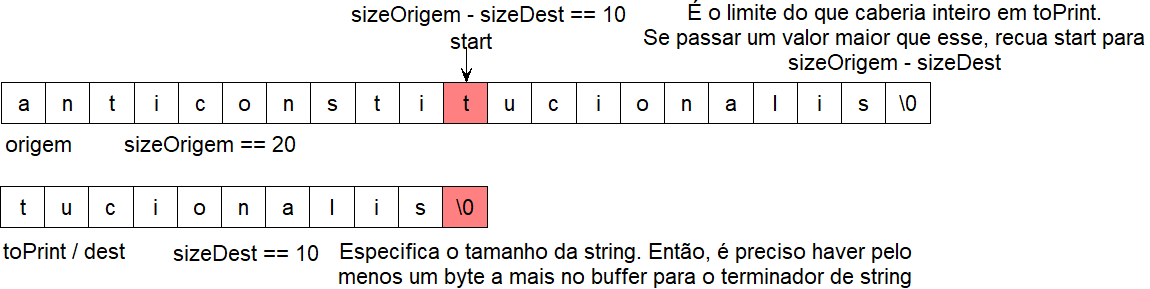 sizeOrigem - sizeDest == 10
start
É o limite do que caberia inteiro em toPrint.
Se passar um valor maior que esse, recua start para
sizeOrigem - sizeDest
a n t i c o n s t i t u c i o n a l i s \0
origem sizeOrigem == 20
t u c i o n a l i s \0
toPrint / dest sizeDest == 10
Especifica o tamanho da string. Então, é preciso haver pelo
menos um byte a mais no buffer para o terminador de string